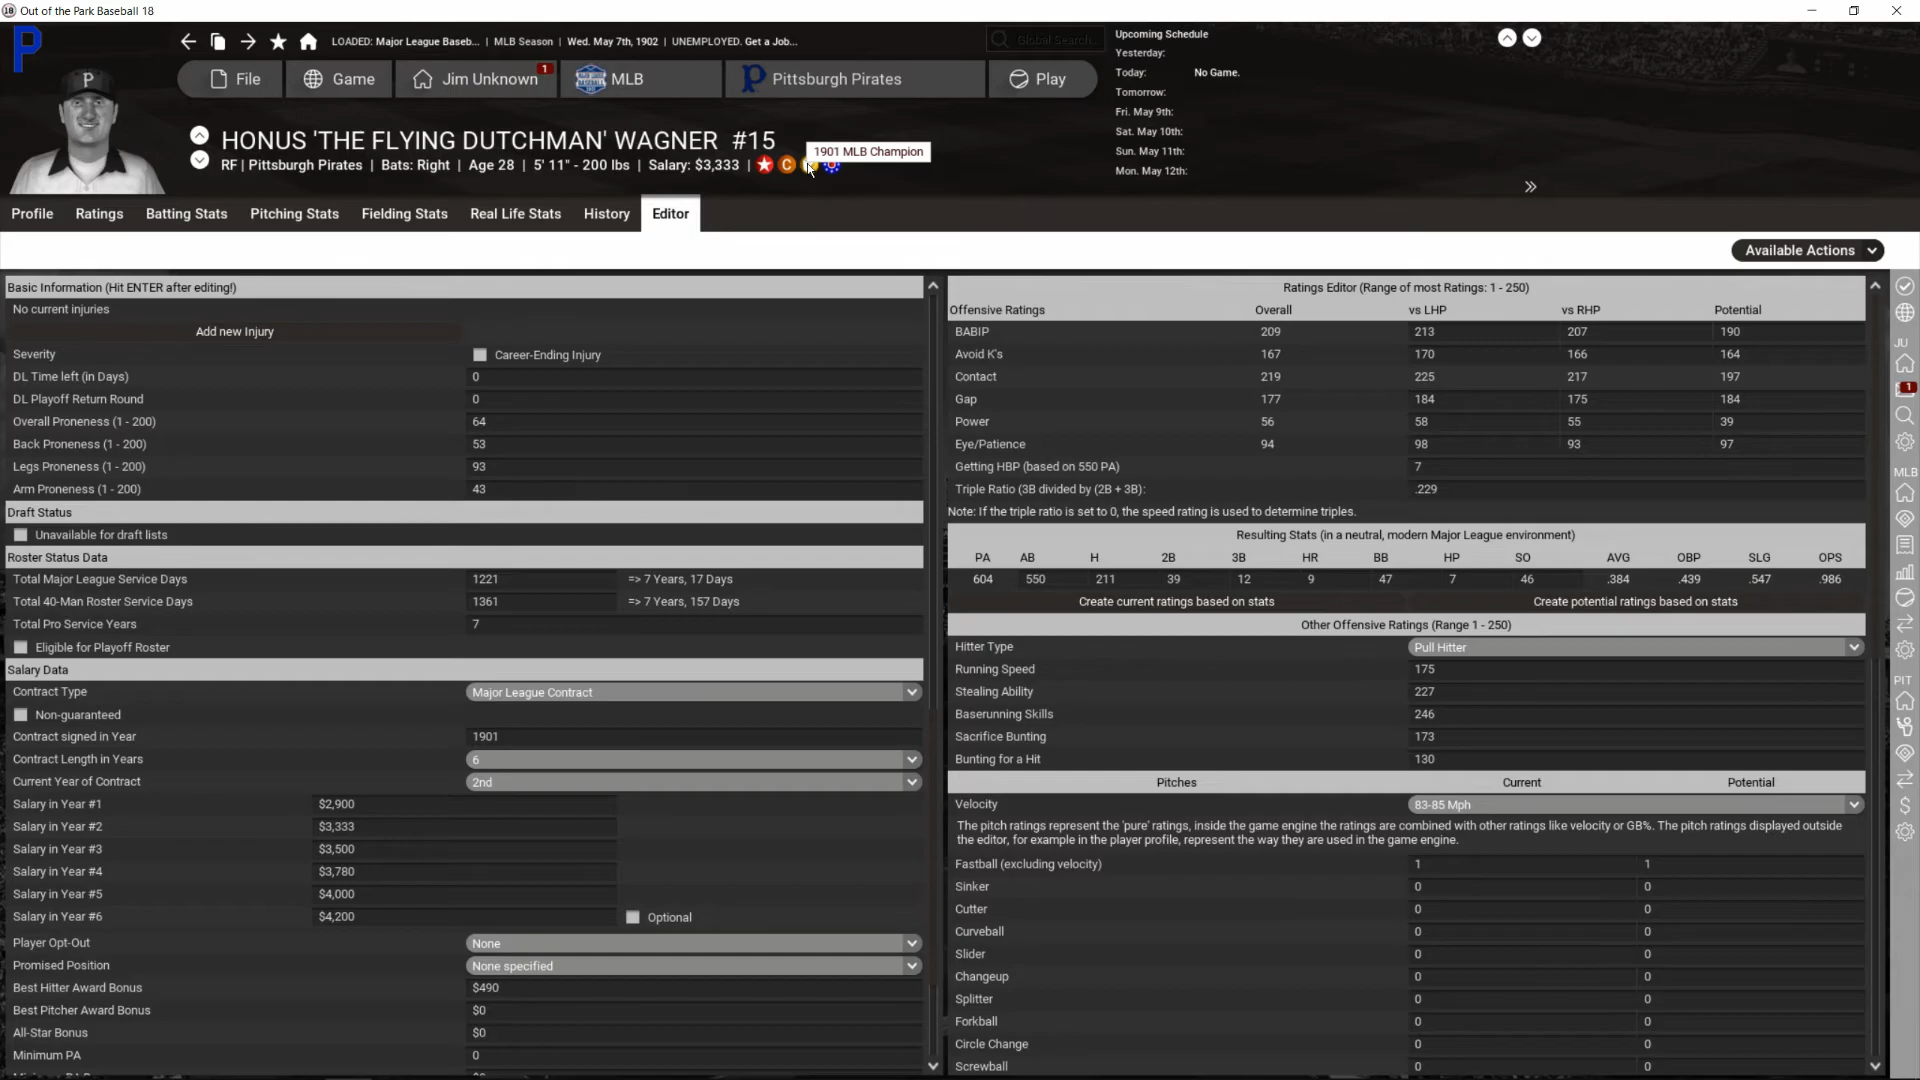 Out of the Park Baseball 18
LOADED: Major League Baseb... | MLB Season | Wed. May 7th, 1902 | UNEMPLOYED. Get a Job...
Global Search...
File
Game
Jim Unknown
1
MLB
Pittsburgh Pirates
Play
Upcoming Schedule
Yesterday:
Today: No Game.
Tomorrow:
Fri. May 9th:
Sat. May 10th:
Sun. May 11th:
Mon. May 12th:
HONUS 'THE FLYING DUTCHMAN' WAGNER #15
1901 MLB Champion
RF | Pittsburgh Pirates | Bats: Right | Age 28 | 5' 11" - 200 lbs | Salary: $3,333 |
C
Profile
Ratings
Batting Stats
Pitching Stats
Fielding Stats
Real Life Stats
History
Editor
Available Actions
Basic Information (Hit ENTER after editing!)
No current injuries
Add new Injury
Severity Career-Ending Injury
DL Time left (in Days) 0
DL Playoff Return Round 0
Overall Proneness (1 - 200) 64
Back Proneness (1 - 200) 53
Legs Proneness (1 - 200) 93
Arm Proneness (1 - 200) 43
Draft Status
Unavailable for draft lists
Roster Status Data
Total Major League Service Days 1221 => 7 Years, 17 Days
Total 40-Man Roster Service Days 1361 => 7 Years, 157 Days
Total Pro Service Years 7
Eligible for Playoff Roster
Salary Data
Contract Type Major League Contract
Non-guaranteed
Contract signed in Year 1901
Contract Length in Years 6
Current Year of Contract 2nd
Salary in Year #1 $2,900
Salary in Year #2 $3,333
Salary in Year #3 $3,500
Salary in Year #4 $3,780
Salary in Year #5 $4,000
Salary in Year #6 $4,200 Optional
Player Opt-Out None
Promised Position None specified
Best Hitter Award Bonus $490
Best Pitcher Award Bonus $0
All-Star Bonus $0
Minimum PA 0
Ratings Editor (Range of most Ratings: 1 - 250)
Offensive Ratings Overall vs LHP vs RHP Potential
BABIP 209 213 207 190
Avoid K's 167 170 166 164
Contact 219 225 217 197
Gap 177 184 175 184
Power 56 58 55 39
Eye/Patience 94 98 93 97
Getting HBP (based on 550 PA) 7
Triple Ratio (3B divided by (2B + 3B): .229
Note: If the triple ratio is set to 0, the speed rating is used to determine triples.
Resulting Stats (in a neutral, modern Major League environment)
PA AB H 2B 3B HR BB HP SO AVG OBP SLG OPS
604 550 211 39 12 9 47 7 46 .384 .439 .547 .986
Create current ratings based on stats Create potential ratings based on stats
Other Offensive Ratings (Range 1 - 250)
Hitter Type Pull Hitter
Running Speed 175
Stealing Ability 227
Baserunning Skills 246
Sacrifice Bunting 173
Bunting for a Hit 130
Pitches Current Potential
Velocity 83-85 Mph
The pitch ratings represent the 'pure' ratings, inside the game engine the ratings are combined with other ratings like velocity or GB%. The pitch ratings displayed outside
the editor, for example in the player profile, represent the way they are used in the game engine.
Fastball (excluding velocity) 1 1
Sinker 0 0
Cutter 0 0
Curveball 0 0
Slider 0 0
Changeup 0 0
Splitter 0 0
Forkball 0 0
Circle Change 0 0
Screwball 0 0
JU
1
MLB
PIT